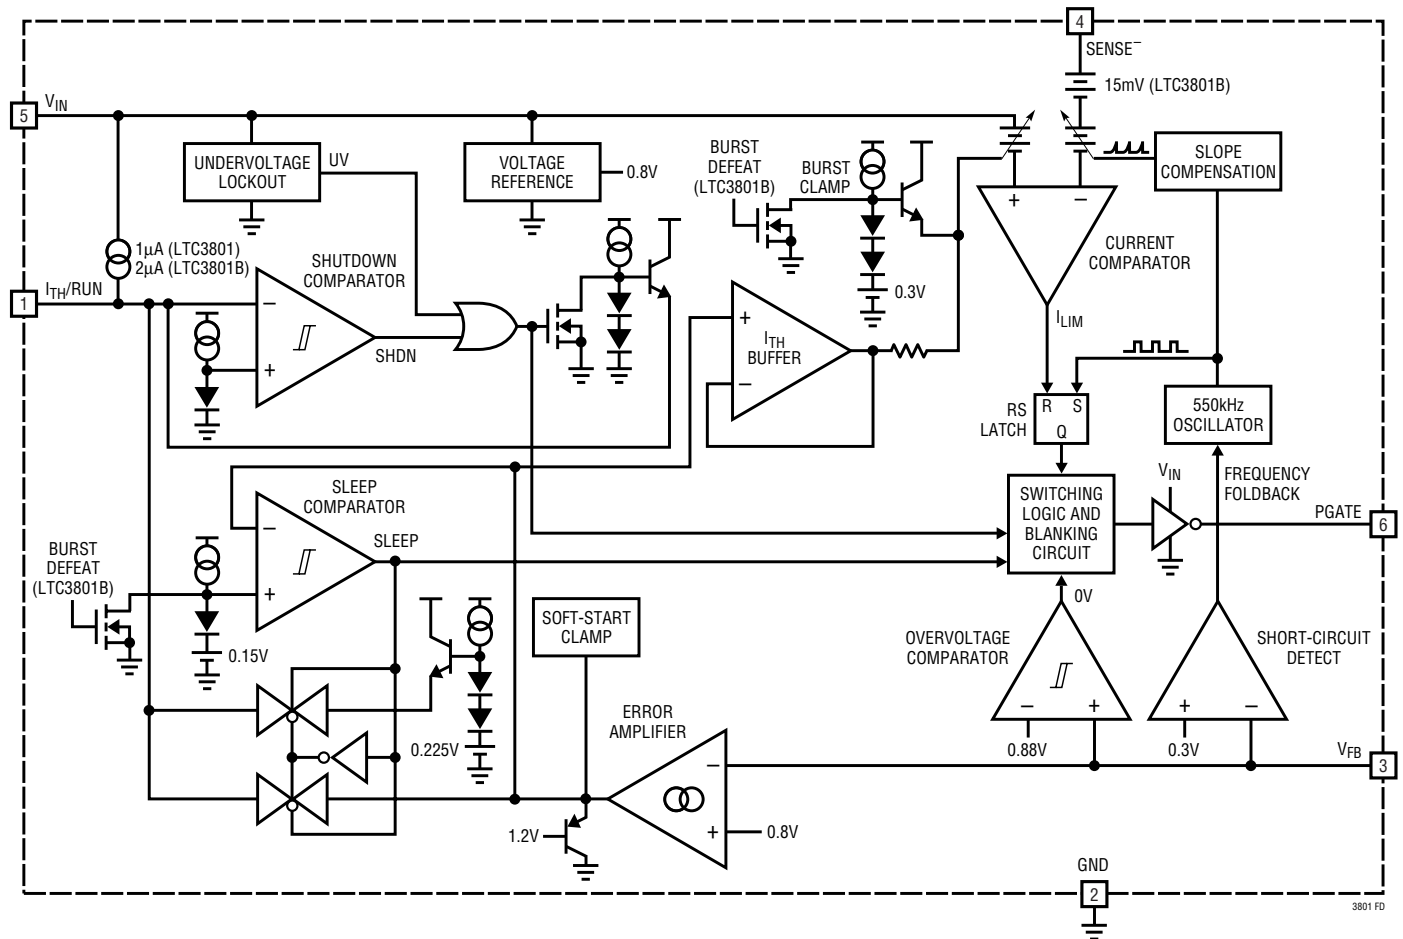 4
SENSE–
15mV (LTC3801B)
5
VIN
UNDERVOLTAGE
LOCKOUT
UV
VOLTAGE
REFERENCE
0.8V
BURST
DEFEAT
(LTC3801B)
BURST
CLAMP
SLOPE
COMPENSATION
+
–
CURRENT
COMPARATOR
1µA (LTC3801)
2µA (LTC3801B)
SHUTDOWN
COMPARATOR
1
ITH/RUN
–
+
SHDN
0.3V
+
ITH
BUFFER
–
ILIM
RS
LATCH
R S
Q
550kHz
OSCILLATOR
SLEEP
COMPARATOR
–
+
SLEEP
BURST
DEFEAT
(LTC3801B)
0.15V
SWITCHING
LOGIC AND
BLANKING
CIRCUIT
VIN
FREQUENCY
FOLDBACK
PGATE
6
0V
SOFT-START
CLAMP
OVERVOLTAGE
COMPARATOR
SHORT-CIRCUIT
DETECT
– +
+ –
0.88V
0.3V
0.225V
ERROR
AMPLIFIER
–
+
VFB
3
1.2V
0.8V
GND
2
3801 FD